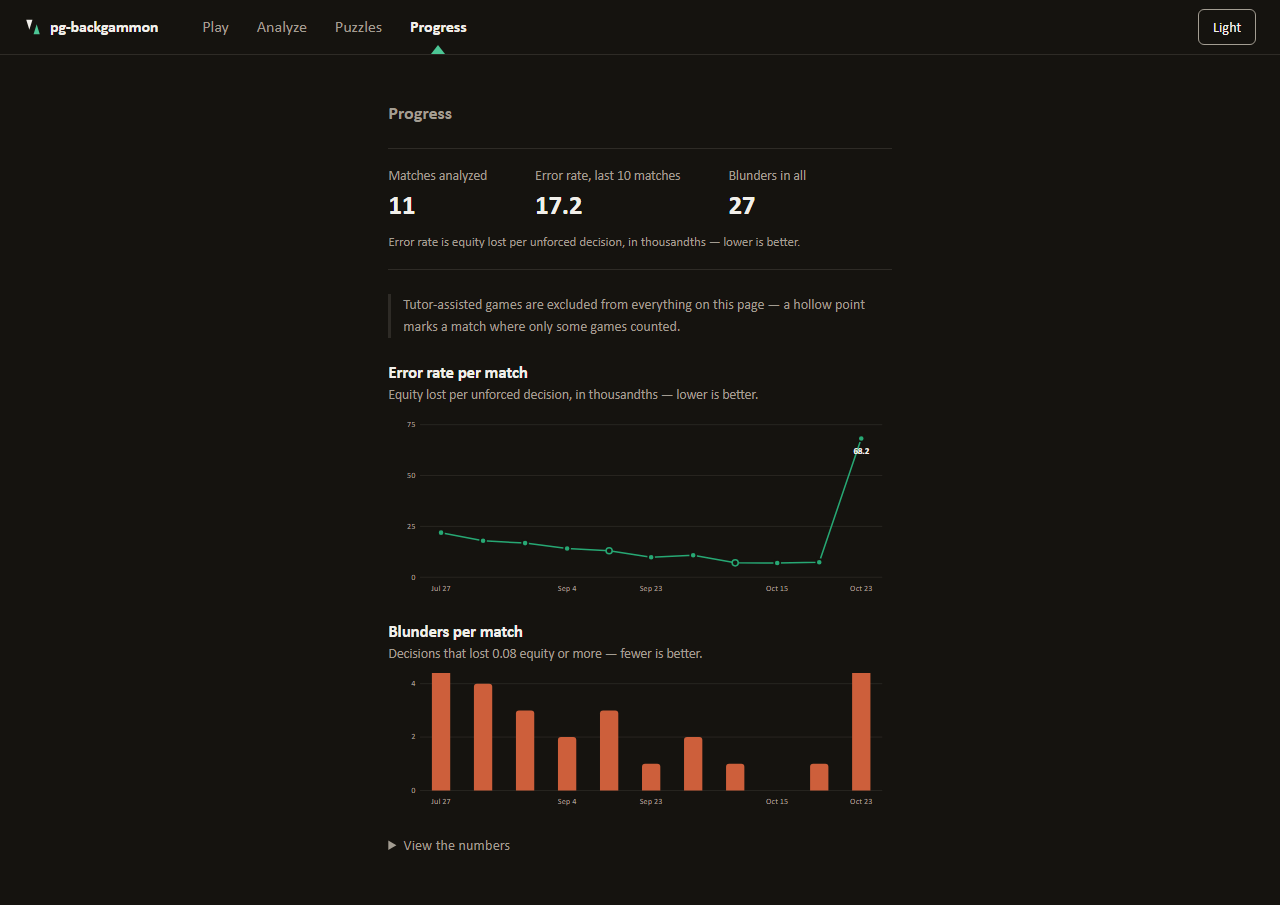 pg-backgammon Play Analyze Puzzles Progress Light
Progress
Matches analyzed Error rate, last 10 matches Blunders in all
11 17.2 27
Error rate is equity lost per unforced decision, in thousandths — lower is better.
Tutor-assisted games are excluded from everything on this page — a hollow point
marks a match where only some games counted.
Error rate per match
Equity lost per unforced decision, in thousandths — lower is better.
75
68.2
50
25
0
Jul 27 Sep 4 Sep 23 Oct 15 Oct 23
Blunders per match
Decisions that lost 0.08 equity or more — fewer is better.
4
2
0
Jul 27 Sep 4 Sep 23 Oct 15 Oct 23
View the numbers